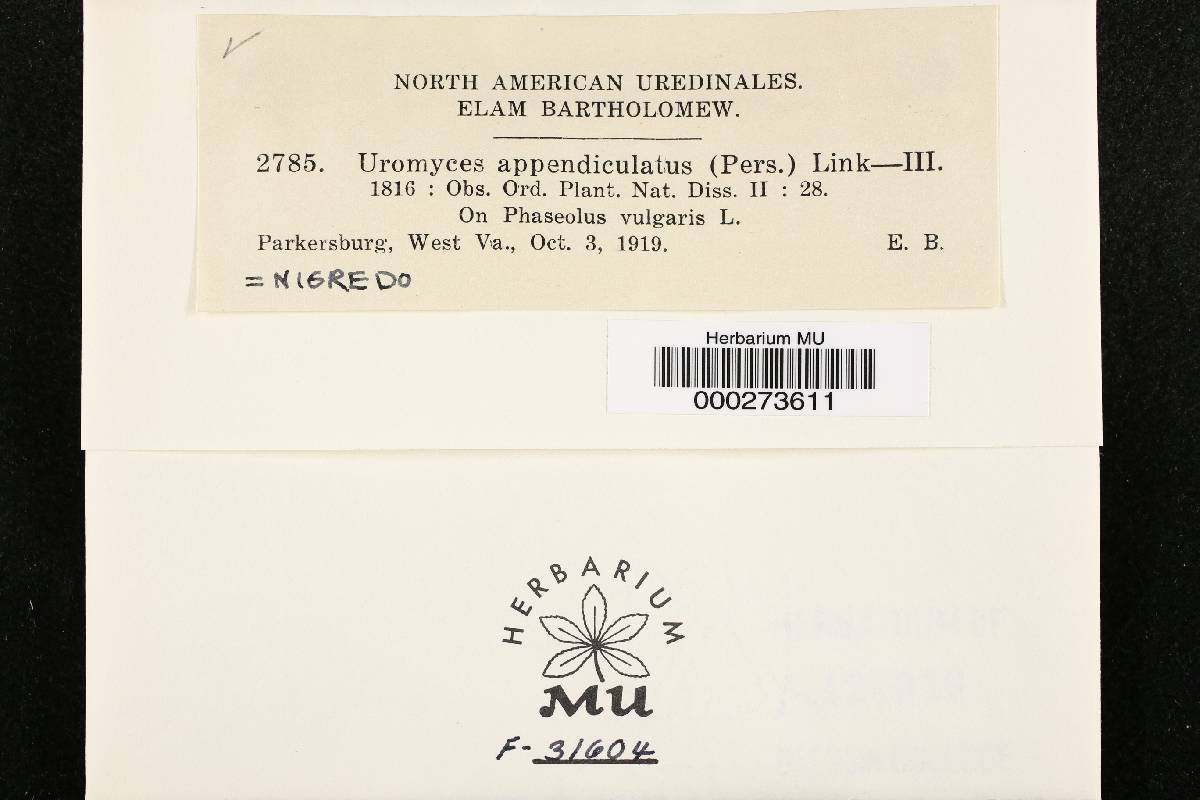 NORTH AMERICAN UREDINALES.
ELAM BARTHOLOMEW.
2785. Uromyces appendiculatus (Pers.) Link—III.
1816 : Obs. Ord. Plant. Nat. Diss. II : 28.
On Phaseolus vulgaris L.
Parkersburg, West Va., Oct. 3, 1919. E. B.
= NIGREDO
Herbarium MU
000273611
HERBARIUM
MU
F- 31604